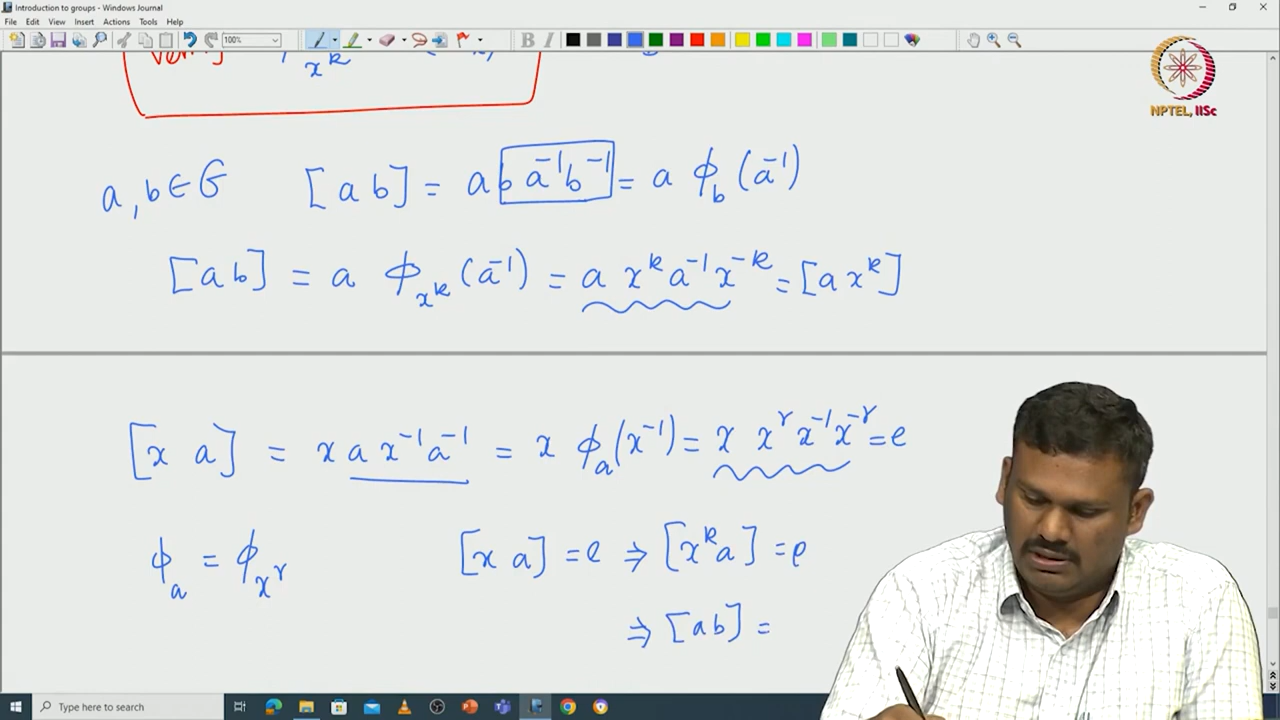 Introduction to groups - Windows Journal
File Edit View Insert Actions Tools Help
100%
B I
x^k
NPTEL, IISc
a, b ∈ G [a b] = a b a^-1 b^-1 = a ϕ_b (a^-1)
[a b] = a ϕ_{x^k} (a^-1) = a x^k a^-1 x^-k = [a x^k]
[x a] = x a x^-1 a^-1 = x ϕ_a (x^-1) = x x^r x^-1 x^-r = e
ϕ_a = ϕ_{x^r} [x a] = e ⇒ [x^k a] = e
⇒ [a b] =
Type here to search